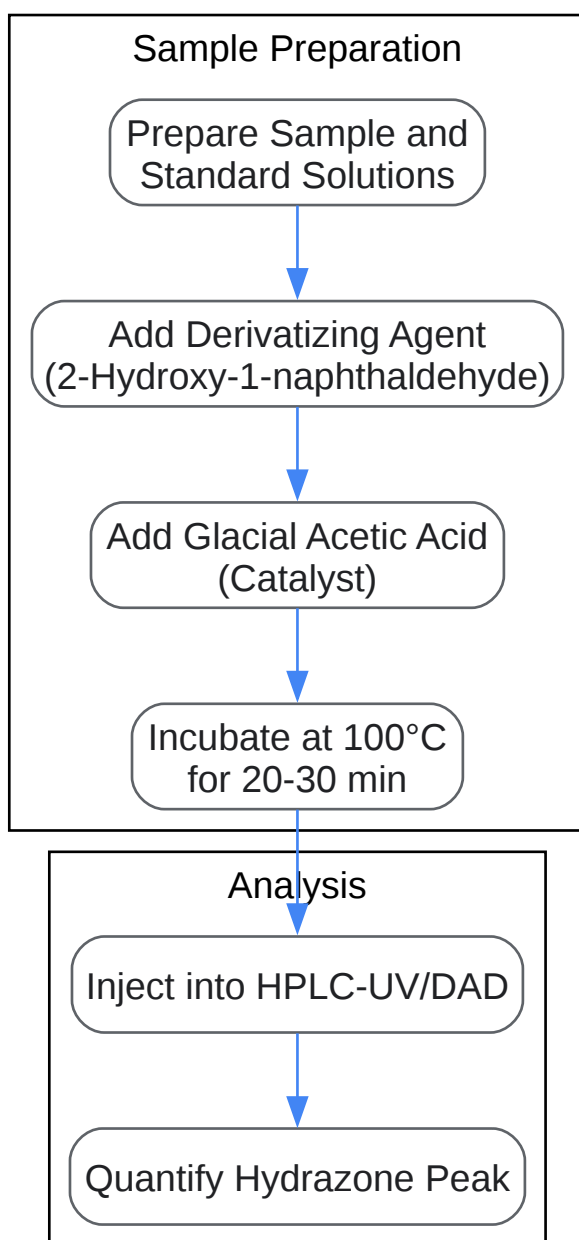 Sample Preparation
Prepare Sample and
Standard Solutions
Add Derivatizing Agent
(2-Hydroxy-1-naphthaldehyde)
Add Glacial Acetic Acid
(Catalyst)
Incubate at 100°C
for 20-30 min
Analysis
Inject into HPLC-UV/DAD
Quantify Hydrazone Peak